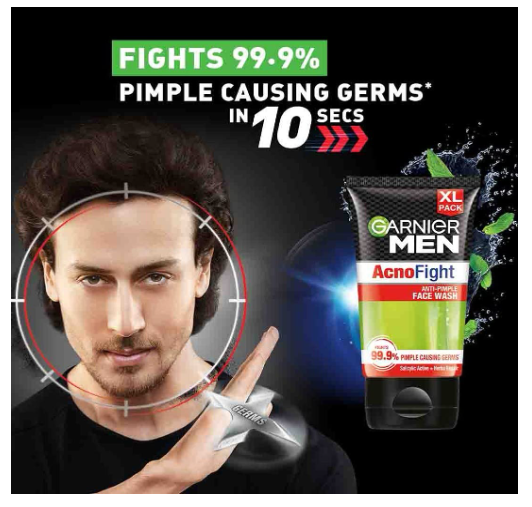 FIGHTS 99.9%
PIMPLE CAUSING GERMS*
IN 10 SECS
XL
PACK
GARNIER
MEN
AcnoFight
ANTI-PIMPLE
FACE WASH
FIGHTS
99.9% PIMPLE CAUSING GERMS
GERMS